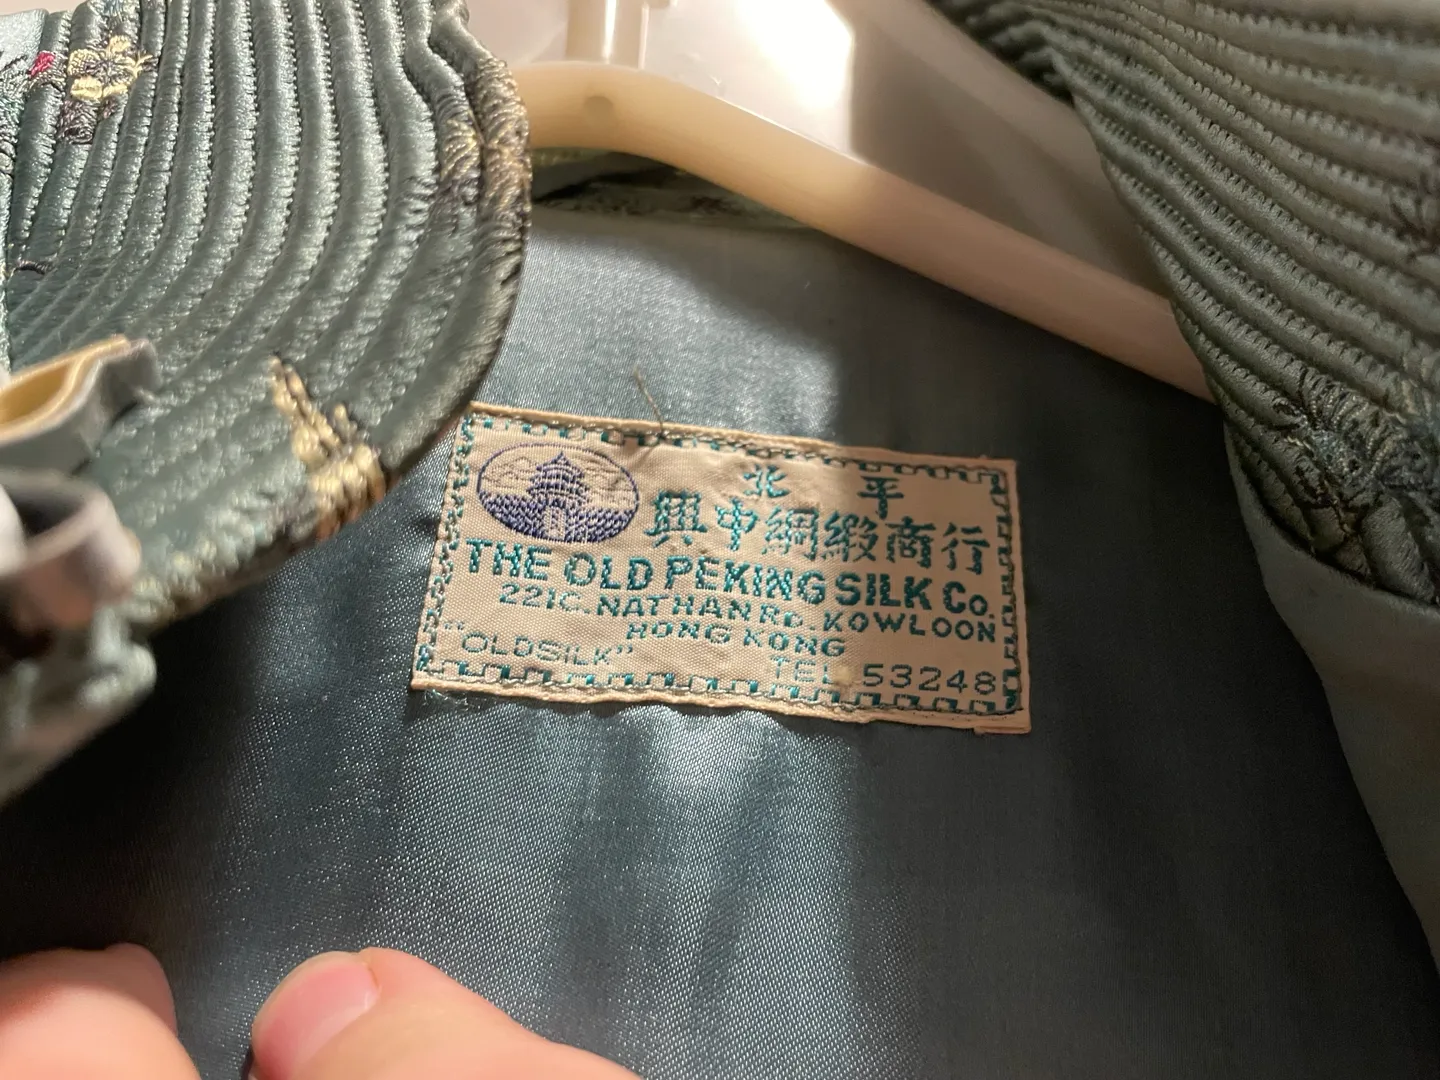 北平
興中綢緞商行
THE OLD PEKING SILK Co.
221C. NATHAN RD. KOWLOON.
HONG KONG
"OLDSILK" TEL. 53248